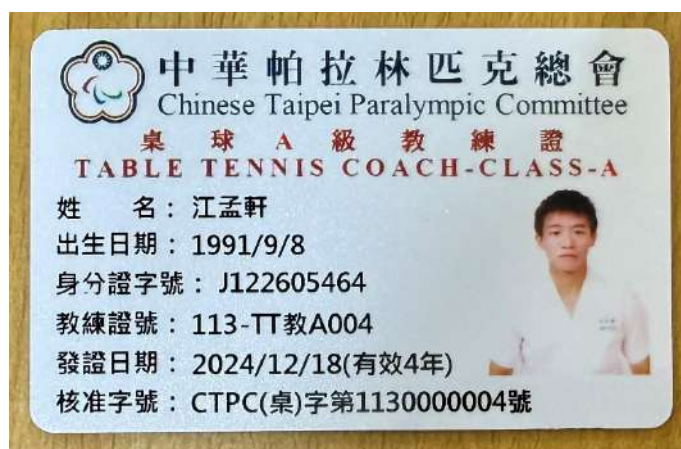 中華帕拉林匹克總會
Chinese Taipei Paralympic Committee
桌球A級教練證
TABLE TENNIS COACH-CLASS-A
姓 名：江孟軒
出生日期：1991/9/8
身分證字號：J122605464
教練證號：113-TT教A004
發證日期：2024/12/18(有效4年)
核准字號：CTPC(桌)字第1130000004號